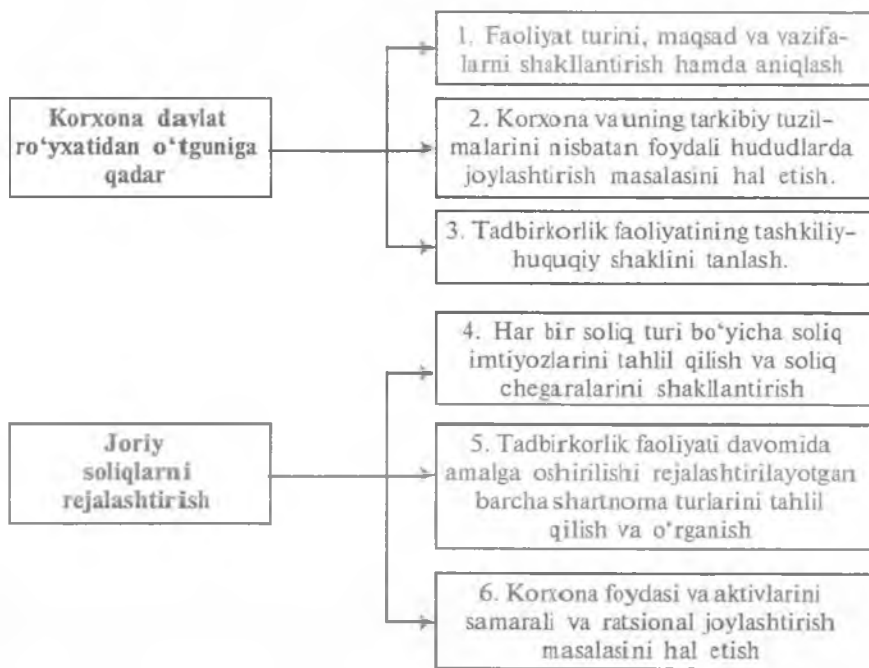 Korxona davlat
ro‘yxatidan o‘tguniga
qadar
1. Faoliyat turini, maqsad va vazifa-
larni shakllantirish hamda aniqlash
2. Korxona va uning tarkibiy tuzil-
malarini nisbatan foydali hududlarda
joylashtirish masalasini hal etish.
3. Tadbirkorlik faoliyatining tashkiliy-
huquqiy shaklini tanlash.
Joriy
soliqlarni
rejalashtirish
4. Har bir soliq turi bo‘yicha soliq
imtiyozlarini tahlil qilish va soliq
chegaralarini shakllantirish
5. Tadbirkorlik faoliyati davomida
amalga oshirilishi rejalashtirilayotgan
barcha shartnoma turlarini tahlil
qilish va o‘rganish
6. Korxona foydasi va aktivlarini
samarali va ratsional joylashtirish
masalasini hal etish